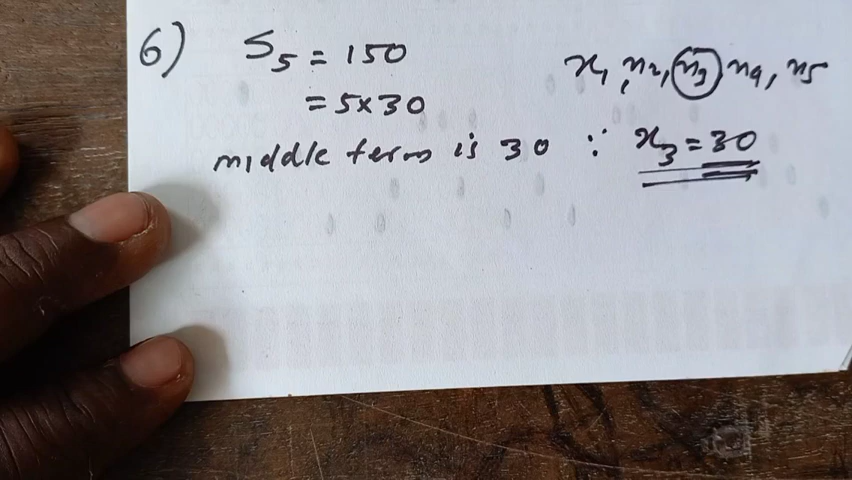 6) S₅ = 150
x₁, x₂, x₃, x₄, x₅
= 5×30
middle term is 30 ∵ x₃ = 30